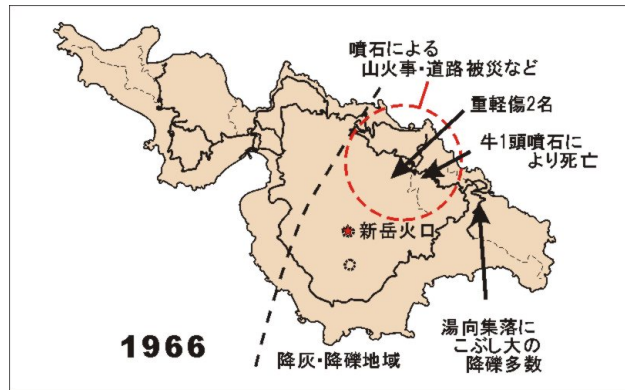 噴石による
山火事・道路被災など
重軽傷2名
牛1頭噴石に
より死亡
新岳火口
湯向集落に
こぶし大の
降礫多数
1966
降灰・降礫地域